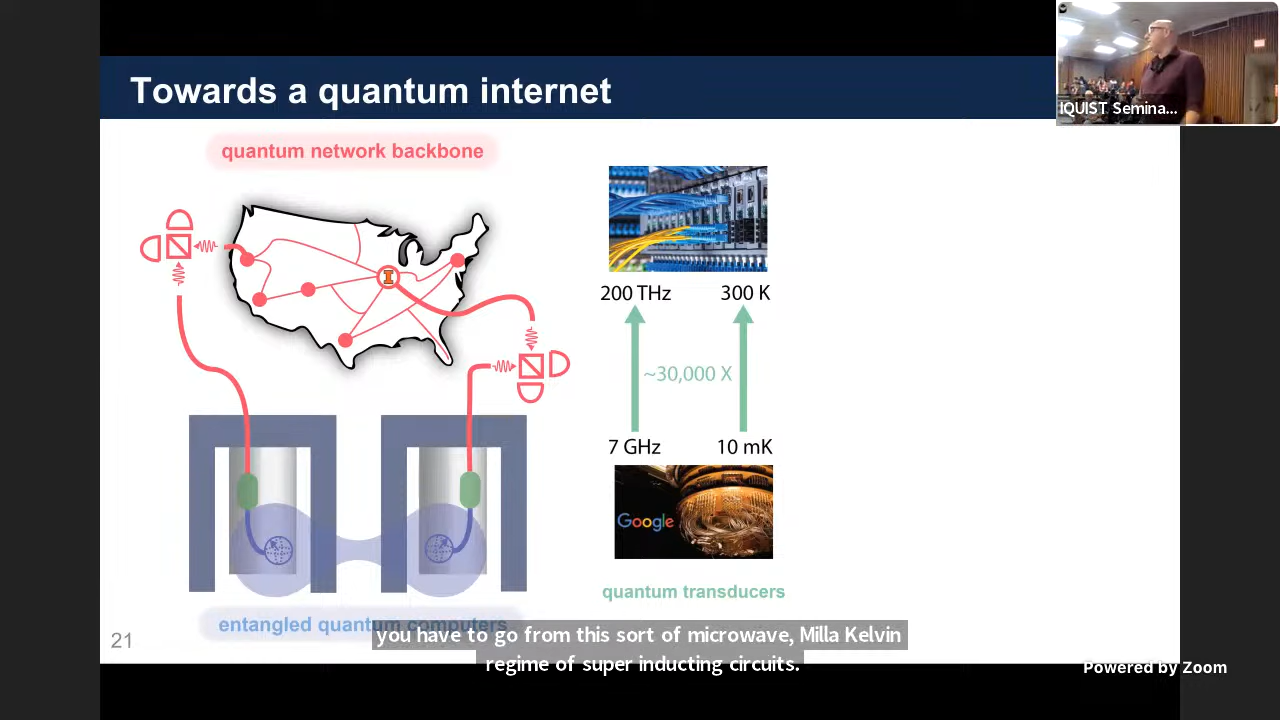 Towards a quantum internet
IQUIST Semina...
quantum network backbone
I
200 THz
300 K
~30,000 X
7 GHz
10 mK
Google
quantum transducers
entangled quantum computers
21
you have to go from this sort of microwave, Milla Kelvin
regime of super inducting circuits.
Powered by Zoom